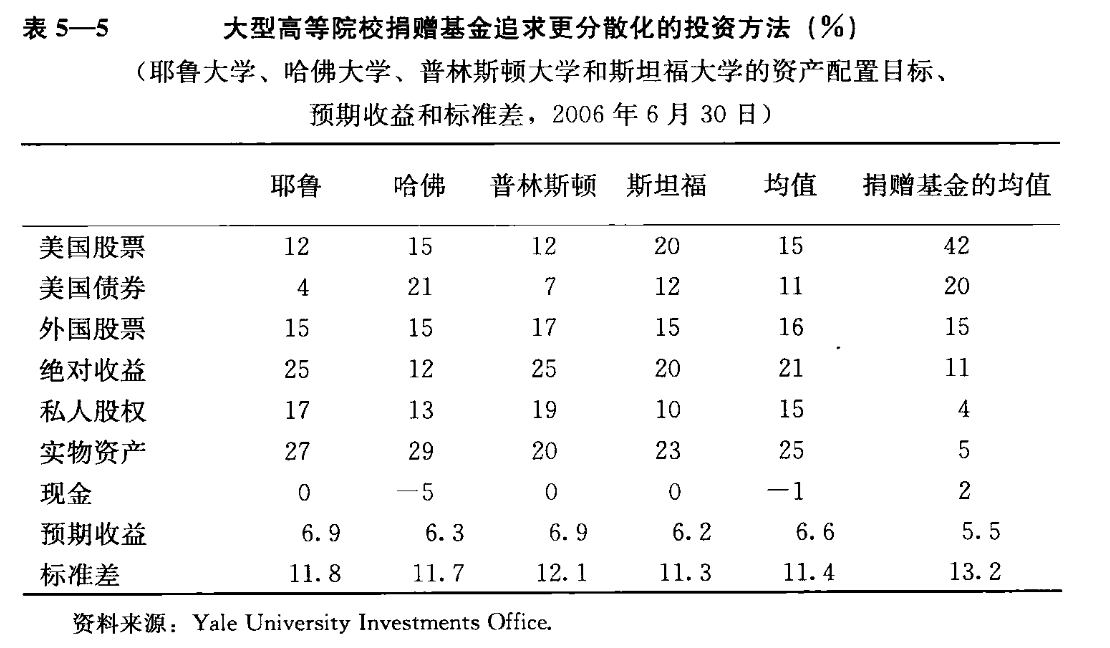 表 5—5 大型高等院校捐赠基金追求更分散化的投资方法（%）
（耶鲁大学、哈佛大学、普林斯顿大学和斯坦福大学的资产配置目标、
预期收益和标准差，2006 年 6 月 30 日）
耶鲁 哈佛 普林斯顿 斯坦福 均值 捐赠基金的均值
美国股票 12 15 12 20 15 42
美国债券 4 21 7 12 11 20
外国股票 15 15 17 15 16 15
绝对收益 25 12 25 20 21 11
私人股权 17 13 19 10 15 4
实物资产 27 29 20 23 25 5
现金 0 —5 0 0 —1 2
预期收益 6.9 6.3 6.9 6.2 6.6 5.5
标准差 11.8 11.7 12.1 11.3 11.4 13.2
资料来源：Yale University Investments Office.